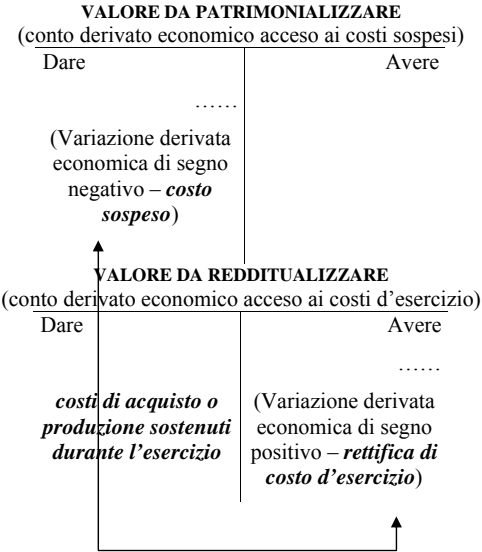 VALORE DA PATRIMONIALIZZARE
(conto derivato economico acceso ai costi sospesi)
Dare Avere
……
(Variazione derivata
economica di segno
negativo – costo
sospeso)
VALORE DA REDDITUALIZZARE
(conto derivato economico acceso ai costi d’esercizio)
Dare Avere
……
costi di acquisto o (Variazione derivata
produzione sostenuti economica di segno
durante l’esercizio positivo – rettifica di
costo d’esercizio)